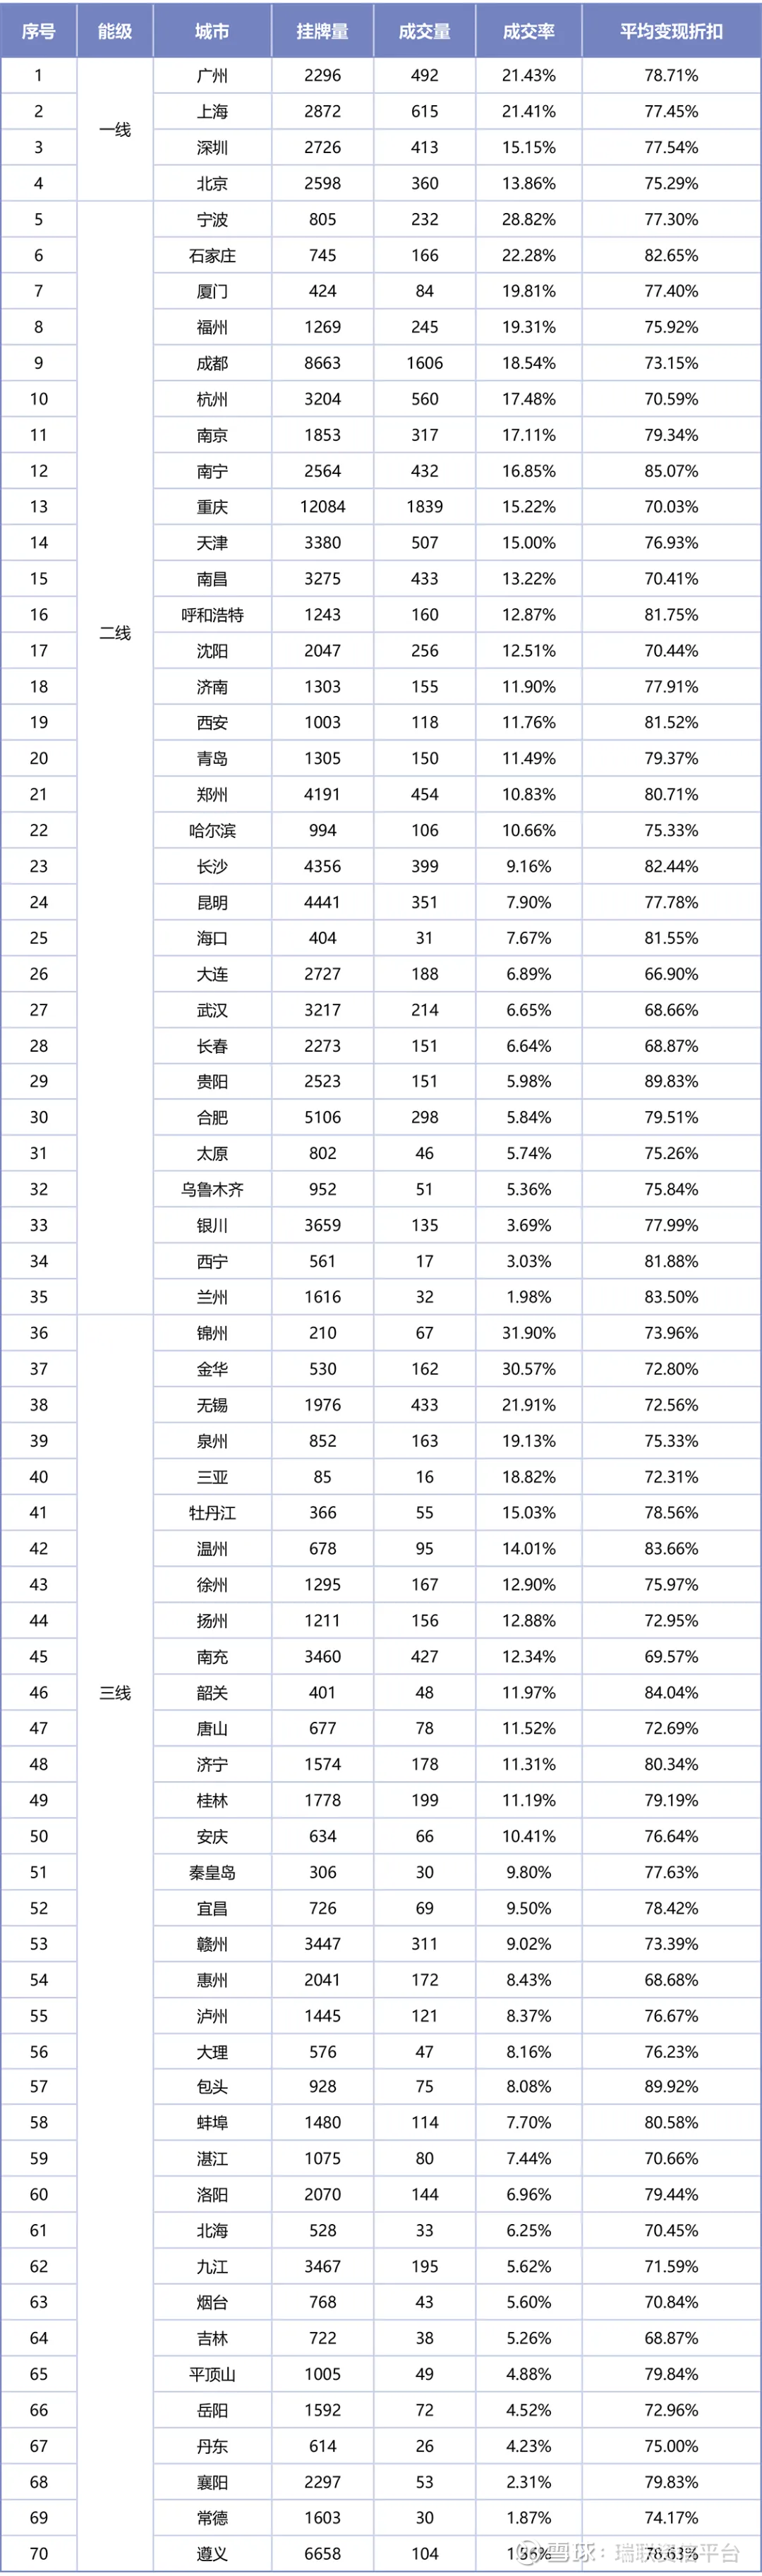 序号 能级 城市 挂牌量 成交量 成交率 平均变现折扣
1 广州 2296 492 21.43% 78.71%
2 上海 2872 615 21.41% 77.45%
一线
3 深圳 2726 413 15.15% 77.54%
4 北京 2598 360 13.86% 75.29%
5 宁波 805 232 28.82% 77.30%
6 石家庄 745 166 22.28% 82.65%
7 厦门 424 84 19.81% 77.40%
8 福州 1269 245 19.31% 75.92%
9 成都 8663 1606 18.54% 73.15%
10 杭州 3204 560 17.48% 70.59%
11 南京 1853 317 17.11% 79.34%
12 南宁 2564 432 16.85% 85.07%
13 重庆 12084 1839 15.22% 70.03%
14 天津 3380 507 15.00% 76.93%
15 南昌 3275 433 13.22% 70.41%
16 呼和浩特 1243 160 12.87% 81.75%
二线
17 沈阳 2047 256 12.51% 70.44%
18 济南 1303 155 11.90% 77.91%
19 西安 1003 118 11.76% 81.52%
20 青岛 1305 150 11.49% 79.37%
21 郑州 4191 454 10.83% 80.71%
22 哈尔滨 994 106 10.66% 75.33%
23 长沙 4356 399 9.16% 82.44%
24 昆明 4441 351 7.90% 77.78%
25 海口 404 31 7.67% 81.55%
26 大连 2727 188 6.89% 66.90%
27 武汉 3217 214 6.65% 68.66%
28 长春 2273 151 6.64% 68.87%
29 贵阳 2523 151 5.98% 89.83%
30 合肥 5106 298 5.84% 79.51%
31 太原 802 46 5.74% 75.26%
32 乌鲁木齐 952 51 5.36% 75.84%
33 银川 3659 135 3.69% 77.99%
34 西宁 561 17 3.03% 81.88%
35 兰州 1616 32 1.98% 83.50%
36 锦州 210 67 31.90% 73.96%
37 金华 530 162 30.57% 72.80%
38 无锡 1976 433 21.91% 72.56%
39 泉州 852 163 19.13% 75.33%
40 三亚 85 16 18.82% 72.31%
41 牡丹江 366 55 15.03% 78.56%
42 温州 678 95 14.01% 83.66%
43 徐州 1295 167 12.90% 75.97%
44 扬州 1211 156 12.88% 72.95%
45 南充 3460 427 12.34% 69.57%
46 三线 韶关 401 48 11.97% 84.04%
47 唐山 677 78 11.52% 72.69%
48 济宁 1574 178 11.31% 80.34%
49 桂林 1778 199 11.19% 79.19%
50 安庆 634 66 10.41% 76.64%
51 秦皇岛 306 30 9.80% 77.63%
52 宜昌 726 69 9.50% 78.42%
53 赣州 3447 311 9.02% 73.39%
54 惠州 2041 172 8.43% 68.68%
55 泸州 1445 121 8.37% 76.67%
56 大理 576 47 8.16% 76.23%
57 包头 928 75 8.08% 89.92%
58 蚌埠 1480 114 7.70% 80.58%
59 湛江 1075 80 7.44% 70.66%
60 洛阳 2070 144 6.96% 79.44%
61 北海 528 33 6.25% 70.45%
62 九江 3467 195 5.62% 71.59%
63 烟台 768 43 5.60% 70.84%
64 吉林 722 38 5.26% 68.87%
65 平顶山 1005 49 4.88% 79.84%
66 岳阳 1592 72 4.52% 72.96%
67 丹东 614 26 4.23% 75.00%
68 襄阳 2297 53 2.31% 79.83%
69 常德 1603 30 1.87% 74.17%
70 遵义 6658 104 1.56% 78.63%
雪球：瑞联资信平台